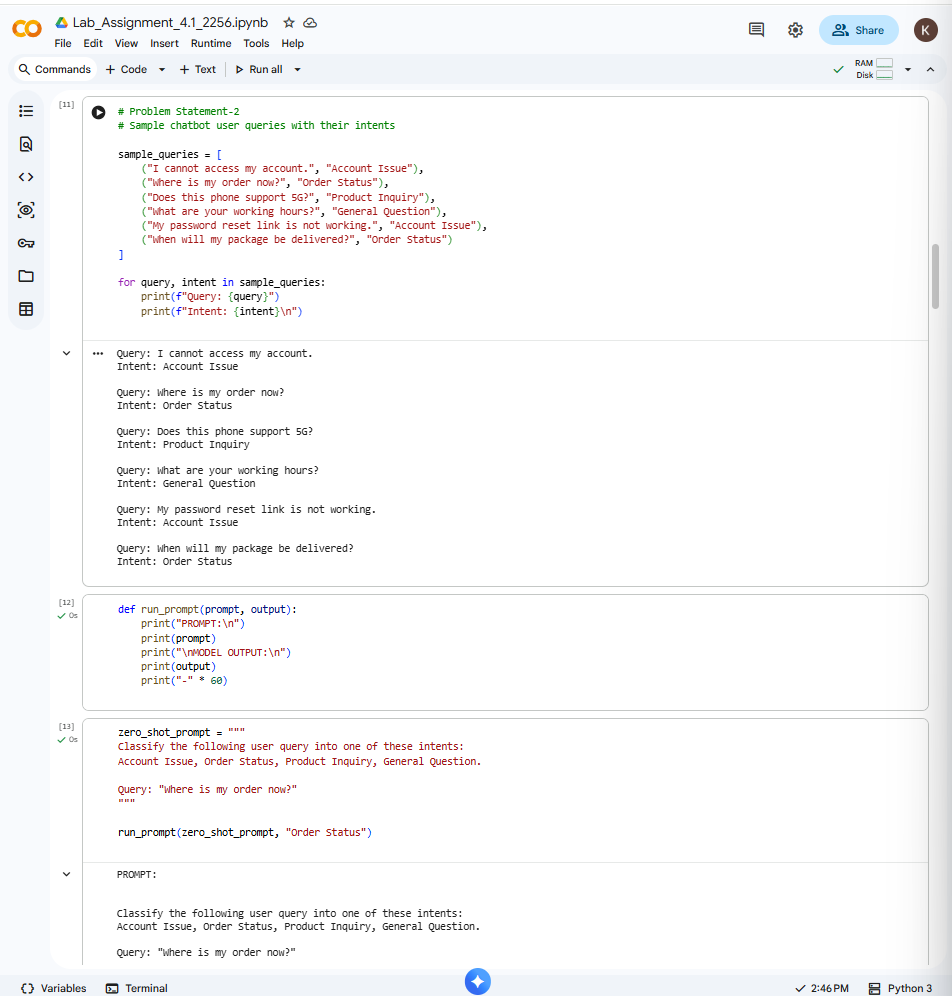 CO Lab_Assignment_4.1_2256.ipynb
File Edit View Insert Runtime Tools Help
Share K
Commands + Code + Text Run all
RAM
Disk
[11]
# Problem Statement-2
# Sample chatbot user queries with their intents
sample_queries = [
("I cannot access my account.", "Account Issue"),
("Where is my order now?", "Order Status"),
("Does this phone support 5G?", "Product Inquiry"),
("What are your working hours?", "General Question"),
("My password reset link is not working.", "Account Issue"),
("When will my package be delivered?", "Order Status")
]
for query, intent in sample_queries:
print(f"Query: {query}")
print(f"Intent: {intent}\n")
Query: I cannot access my account.
Intent: Account Issue
Query: Where is my order now?
Intent: Order Status
Query: Does this phone support 5G?
Intent: Product Inquiry
Query: What are your working hours?
Intent: General Question
Query: My password reset link is not working.
Intent: Account Issue
Query: When will my package be delivered?
Intent: Order Status
[12]
0s
def run_prompt(prompt, output):
print("PROMPT:\n")
print(prompt)
print("\nMODEL OUTPUT:\n")
print(output)
print("-" * 60)
[13]
0s
zero_shot_prompt = """
Classify the following user query into one of these intents:
Account Issue, Order Status, Product Inquiry, General Question.
Query: "Where is my order now?"
"""
run_prompt(zero_shot_prompt, "Order Status")
PROMPT:
Classify the following user query into one of these intents:
Account Issue, Order Status, Product Inquiry, General Question.
Query: "Where is my order now?"
{} Variables Terminal
2:46 PM Python 3